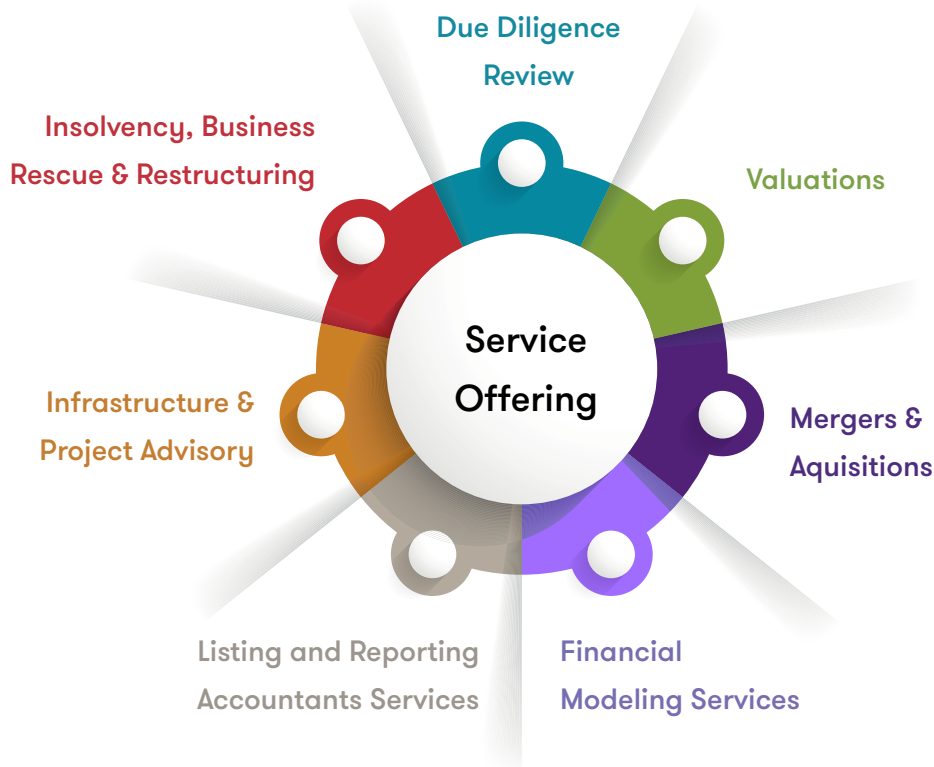 Due Diligence
Review
Insolvency, Business
Rescue & Restructuring
Valuations
Service
Offering
Infrastructure &
Project Advisory
Mergers &
Aquisitions
Listing and Reporting
Accountants Services
Financial
Modeling Services